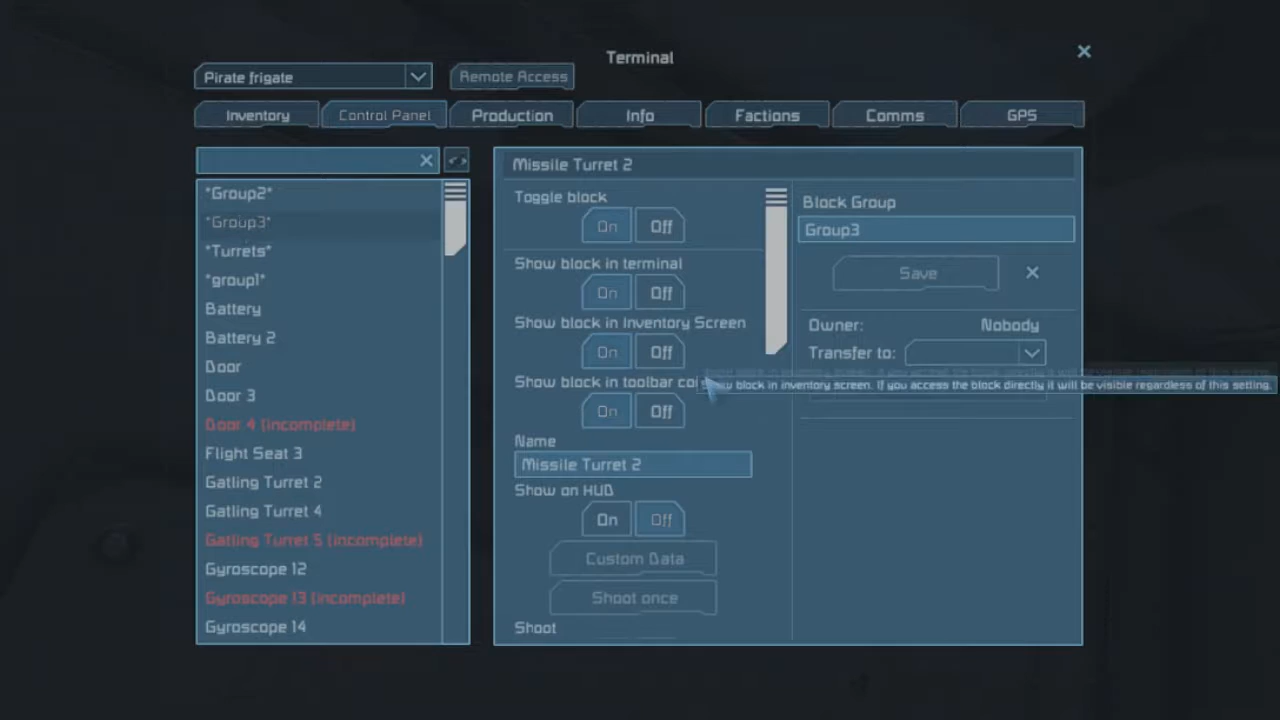 Terminal
Pirate frigate
Remote Access
Inventory
Control Panel
Production
Info
Factions
Comms
GPS
*Group2*
*Group3*
*Turrets*
*group1*
Battery
Battery 2
Door
Door 3
Door 4 (Incomplete)
Flight Seat 3
Gatling Turret 2
Gatling Turret 4
Gatling Turret 5 (Incomplete)
Gyroscope 12
Gyroscope 13 (Incomplete)
Gyroscope 14
Missile Turret 2
Toggle block
On Off
Show block in terminal
On Off
Show block in Inventory Screen
On Off
Show block in toolbar co
On Off
Name
Missile Turret 2
Show on HUD
On Off
Custom Data
Shoot once
Shoot
Block Group
Group3
Save
Owner: Nobody
Transfer to:
block in inventory screen. If you access the block directly it will be visible regardless of this setting.